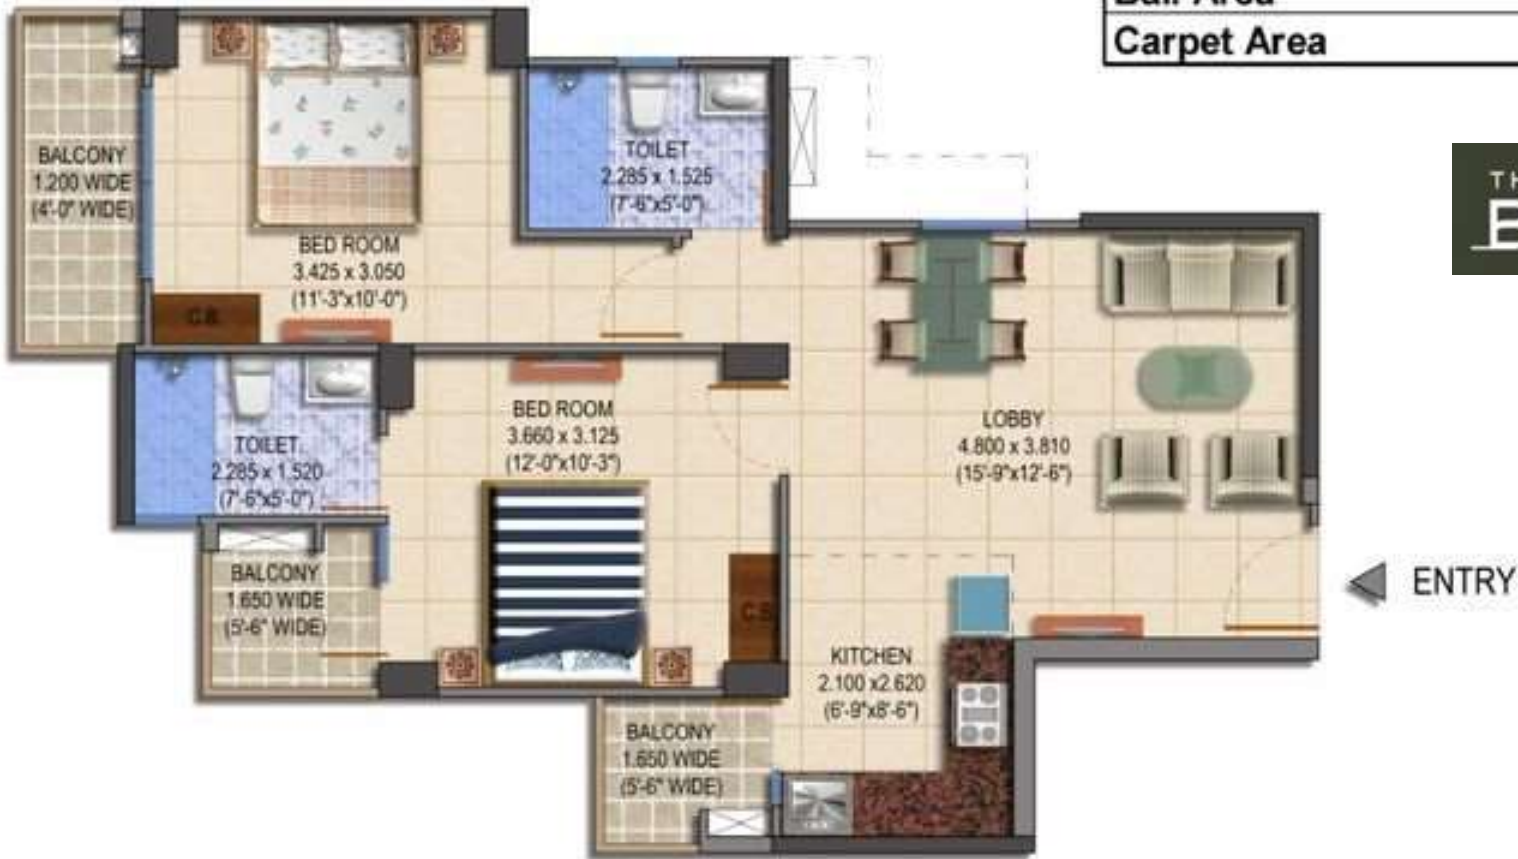 Carpet Area
BALCONY
1.200 WIDE
(4'-0" WIDE)
BED ROOM
3.425 x 3.050
(11'-3"x10'-0")
C.B.
TOILET
2.285 x 1.525
(7'-6"x5'-0")
TOILET
2.285 x 1.520
(7'-6"x5'-0")
BED ROOM
3.660 x 3.125
(12'-0"x10'-3")
C.B.
LOBBY
4.800 x 3.810
(15'-9"x12'-6")
ENTRY
BALCONY
1.650 WIDE
(5'-6" WIDE)
KITCHEN
2.100 x2.620
(6'-9"x8'-6")
BALCONY
1.650 WIDE
(5'-6" WIDE)